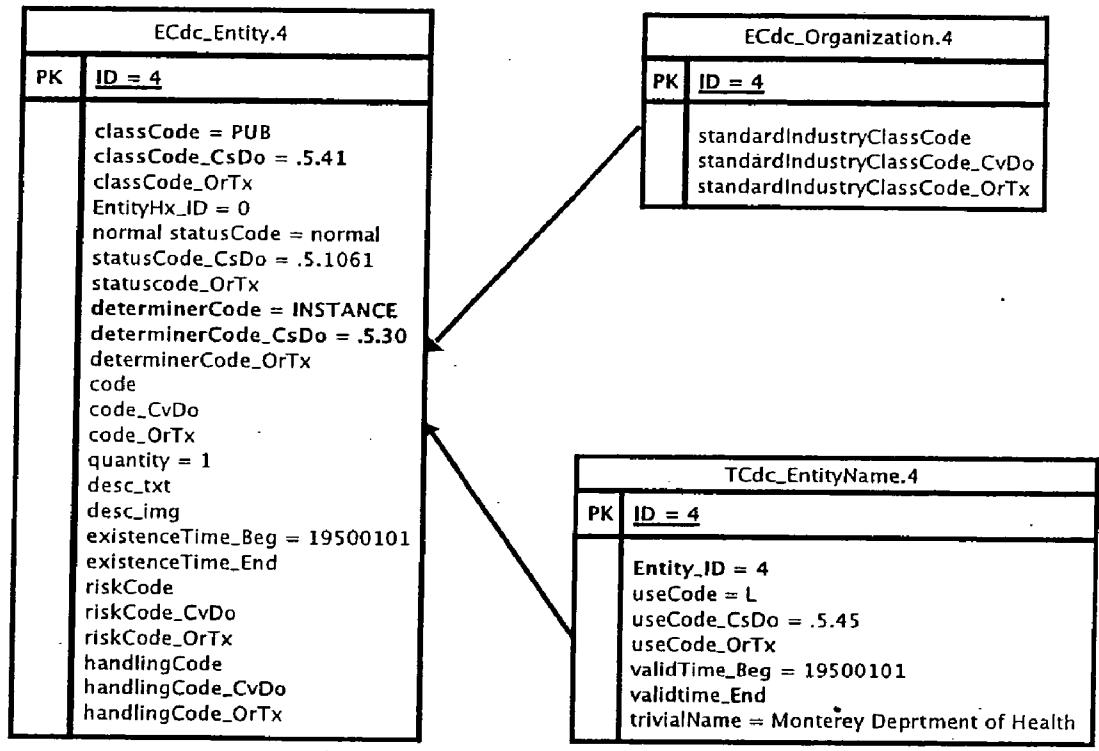 ECdc_Entity.4
PK ID = 4
classCode = PUB
classCode_CsDo = .5.41
classCode_OrTx
EntityHx_ID = 0
normal statusCode = normal
statusCode_CsDo = .5.1061
statuscode_OrTx
determinerCode = INSTANCE
determinerCode_CsDo = .5.30
determinerCode_OrTx
code
code_CvDo
code_OrTx
quantity = 1
desc_txt
desc_img
existenceTime_Beg = 19500101
existenceTime_End
riskCode
riskCode_CvDo
riskCode_OrTx
handlingCode
handlingCode_CvDo
handlingCode_OrTx
ECdc_Organization.4
PK ID = 4
standardIndustryClassCode
standardIndustryClassCode_CvDo
standardIndustryClassCode_OrTx
TCdc_EntityName.4
PK ID = 4
Entity_ID = 4
useCode = L
useCode_CsDo = .5.45
useCode_OrTx
validTime_Beg = 19500101
validtime_End
trivialName = Monterey Deprtment of Health